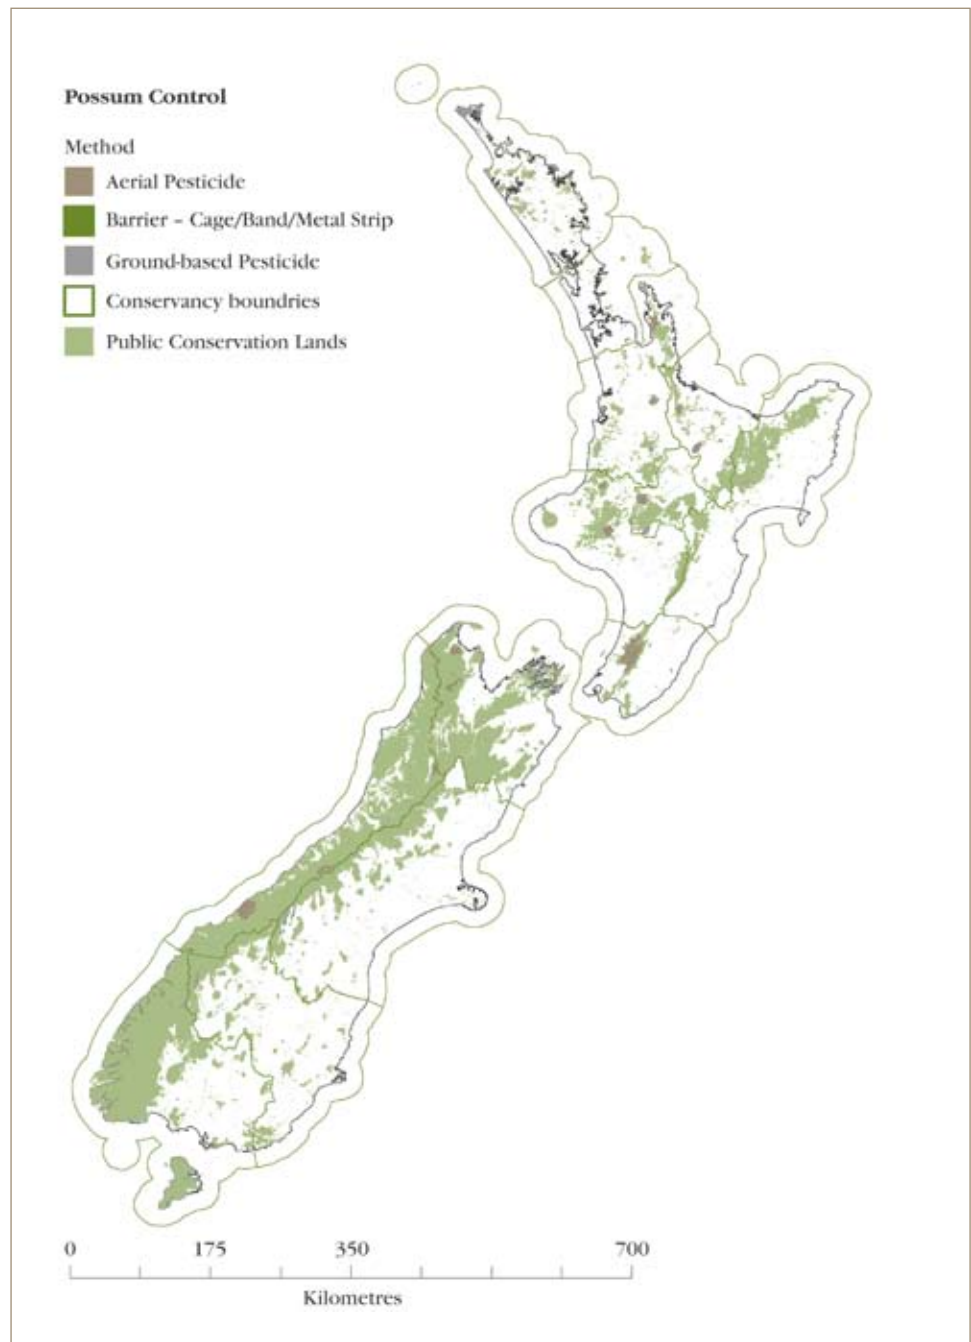 Possum Control
Method
Aerial Pesticide
Barrier – Cage/Band/Metal Strip
Ground-based Pesticide
Conservancy boundries
Public Conservation Lands
0 175 350 700
Kilometres